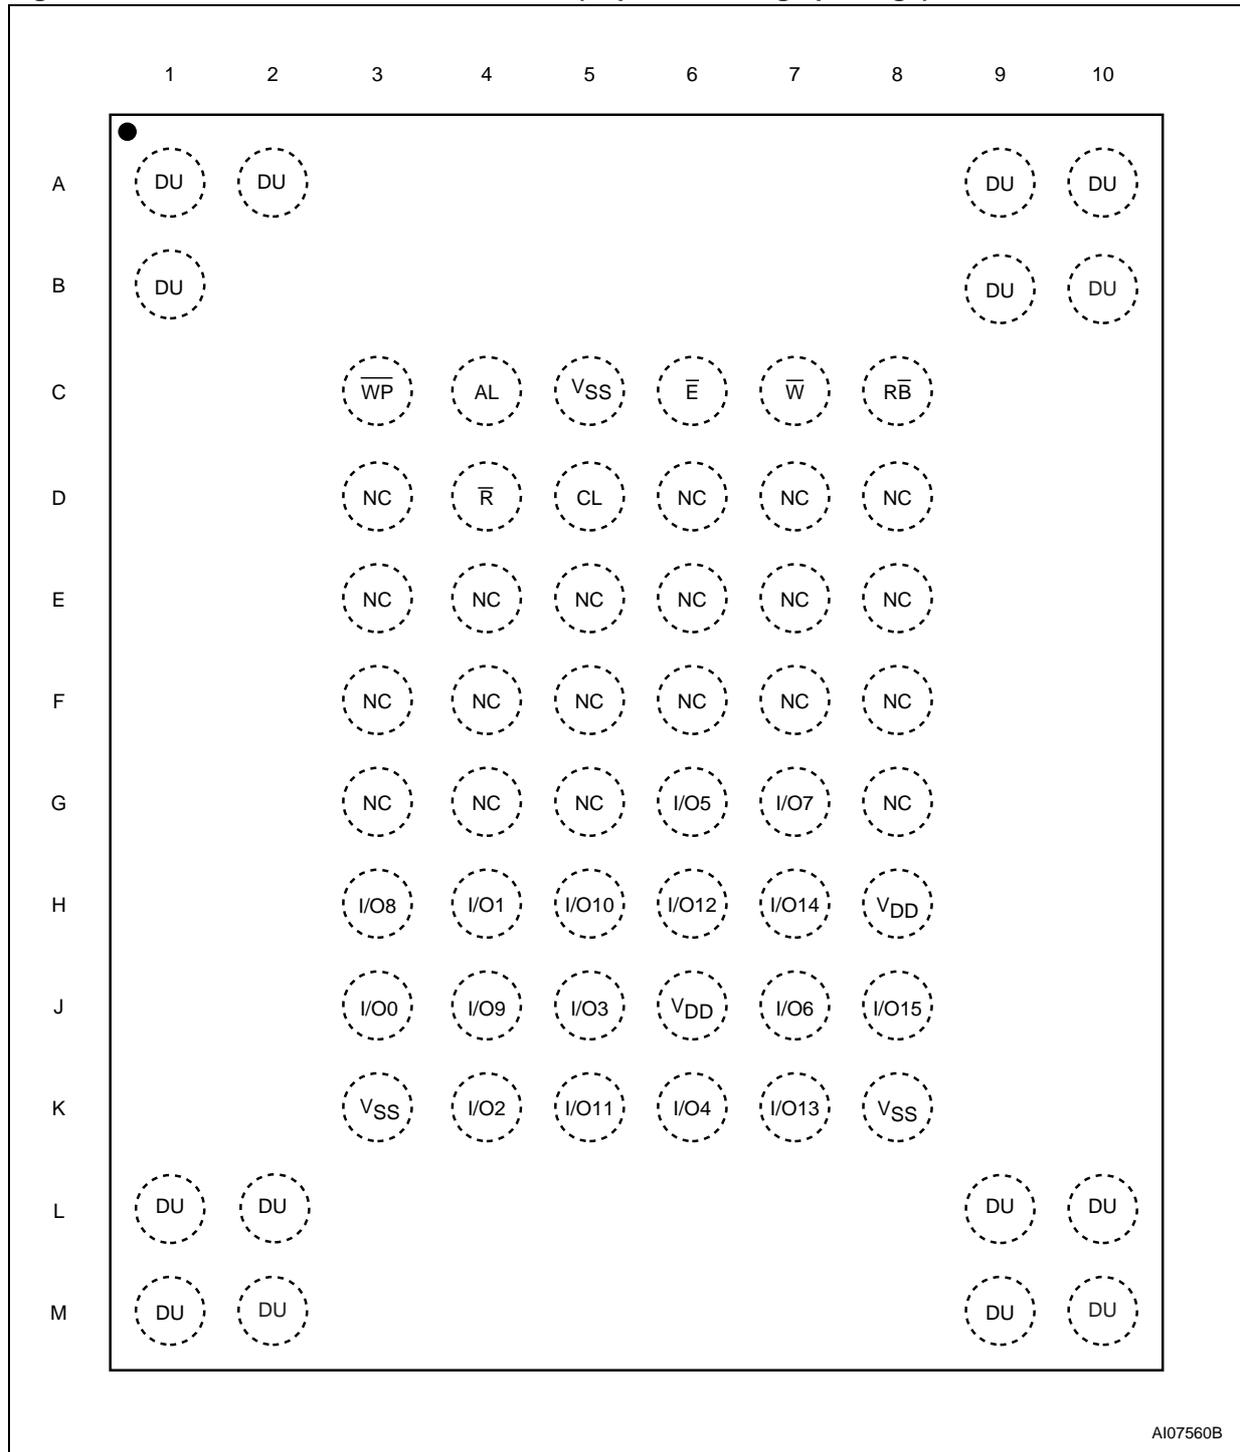 1 2 3 4 5 6 7 8 9 10
A DU DU DU DU
B DU DU DU
C W̅P̅ AL VSS E̅ W̅ RB̅
D NC R̅ CL NC NC NC
E NC NC NC NC NC NC
F NC NC NC NC NC NC
G NC NC NC I/O5 I/O7 NC
H I/O8 I/O1 I/O10 I/O12 I/O14 VDD
J I/O0 I/O9 I/O3 VDD I/O6 I/O15
K VSS I/O2 I/O11 I/O4 I/O13 VSS
L DU DU DU DU
M DU DU DU DU
AI07560B